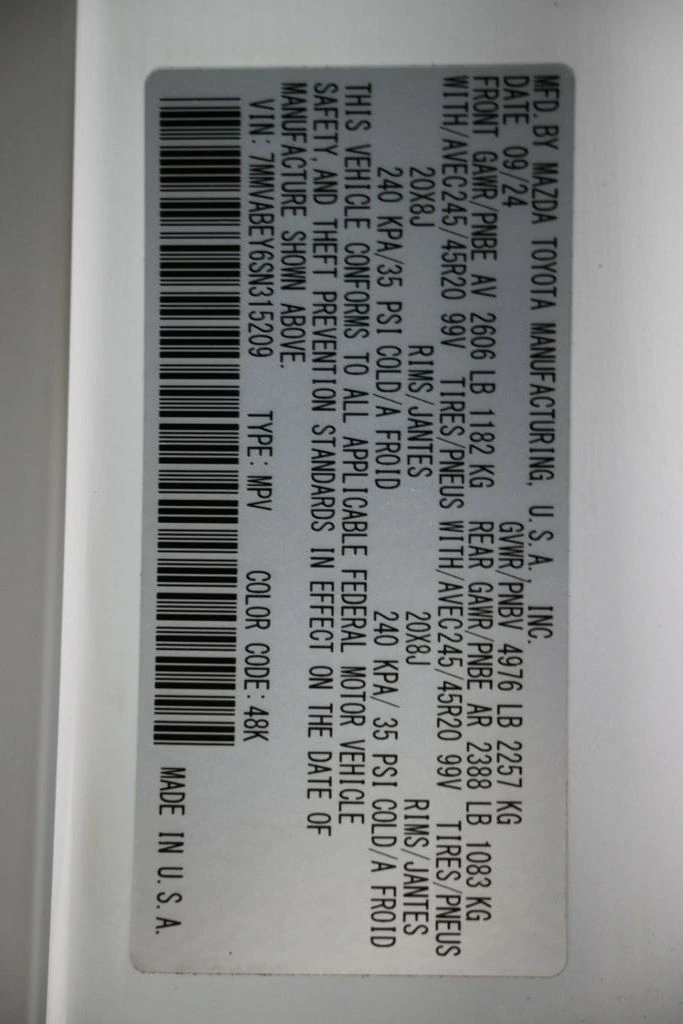 MFD. BY MAZDA TOYOTA MANUFACTURING, U.S.A. INC.
DATE 09/24 GVWR/PNBV 4976 LB 2257 KG
FRONT GAWR/PNBE AV 2606 LB 1182 KG REAR GAWR/PNBE AR 2388 LB 1083 KG
WITH/AVEC245/45R20 99V TIRES/PNEUS WITH/AVEC245/45R20 99V TIRES/PNEUS
20X8J RIMS/JANTES 20X8J RIMS/JANTES
240 KPA/35 PSI COLD/A FROID 240 KPA/ 35 PSI COLD/A FROID
THIS VEHICLE CONFORMS TO ALL APPLICABLE FEDERAL MOTOR VEHICLE
SAFETY, AND THEFT PREVENTION STANDARDS IN EFFECT ON THE DATE OF
MANUFACTURE SHOWN ABOVE.
VIN: 7MMVABEY6SN315209 TYPE: MPV COLOR CODE: 48K
MADE IN U.S.A.